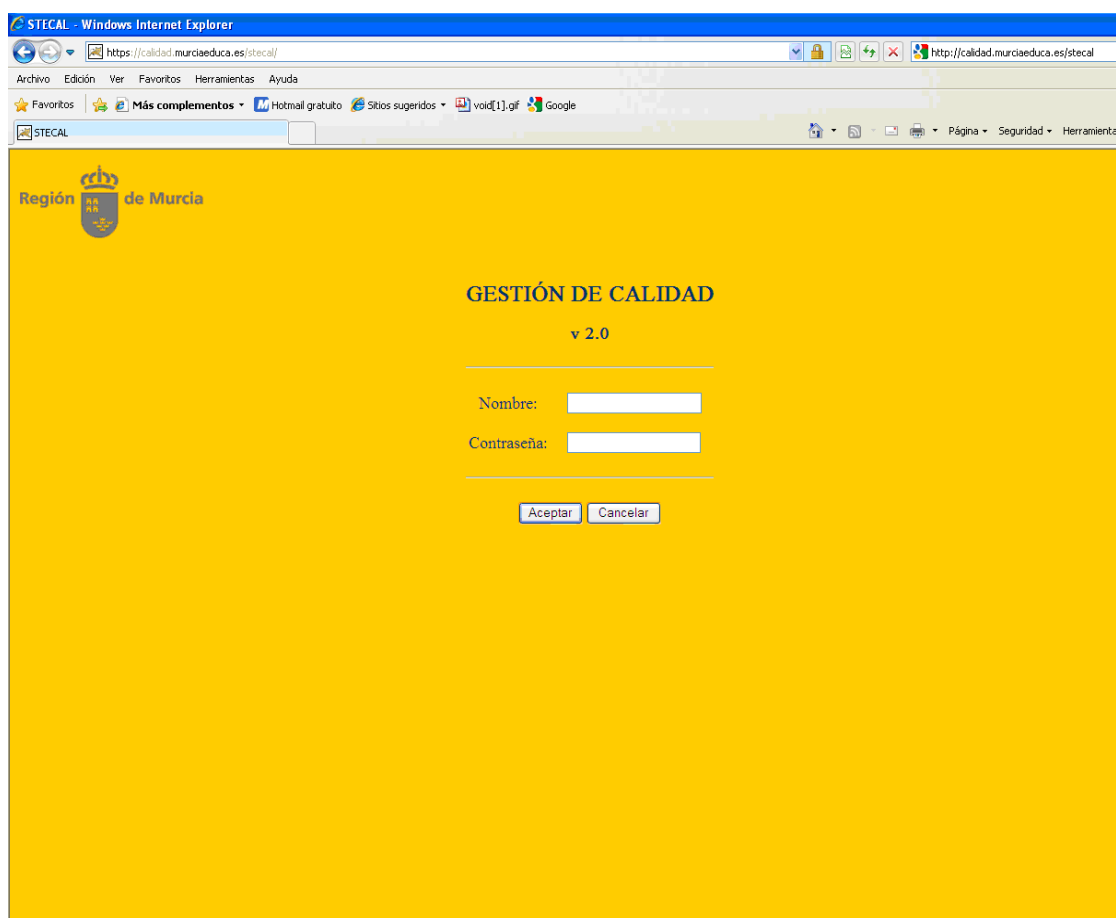 STECAL - Windows Internet Explorer
https://calidad.murciaeduca.es/stecal/ http://calidad.murciaeduca.es/stecal
Archivo Edición Ver Favoritos Herramientas Ayuda
Favoritos Más complementos Hotmail gratuito Sitios sugeridos void[1].gif Google
STECAL Página Seguridad Herramienta
Región de Murcia
GESTIÓN DE CALIDAD
v 2.0
Nombre:
Contraseña:
Aceptar Cancelar